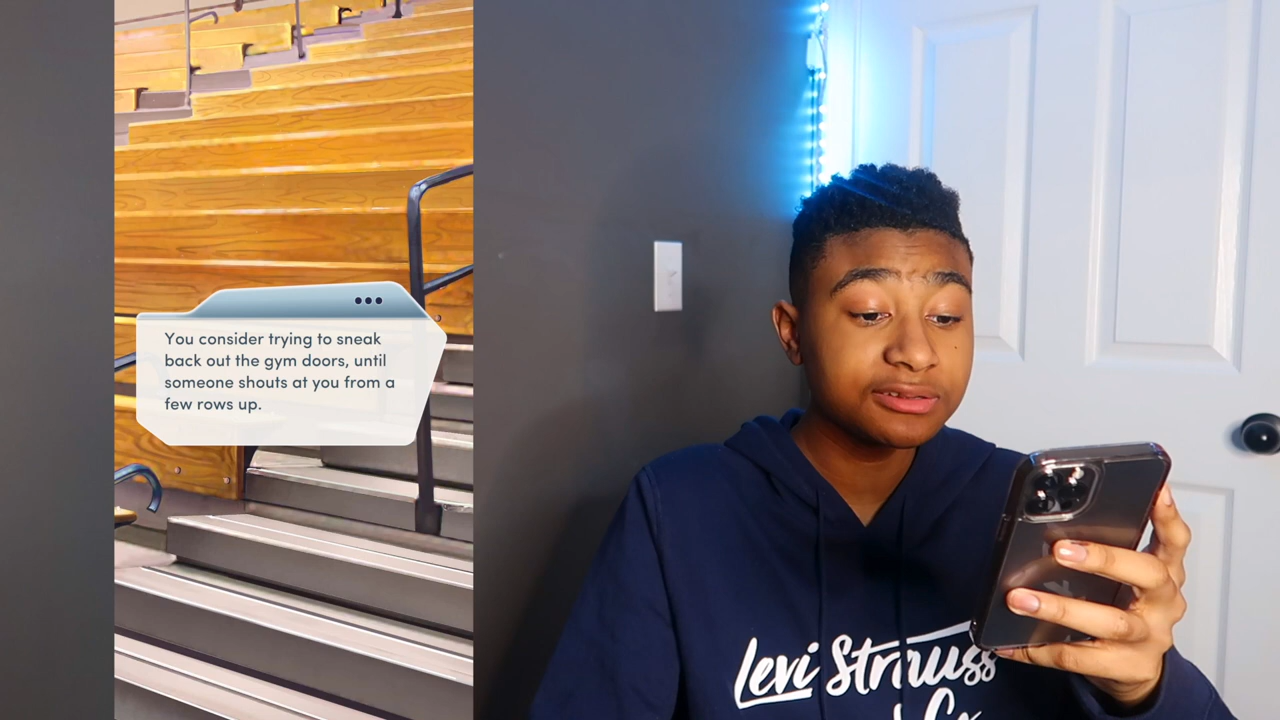 You consider trying to sneak
back out the gym doors, until
someone shouts at you from a
few rows up.
Levi Strauss
& Co